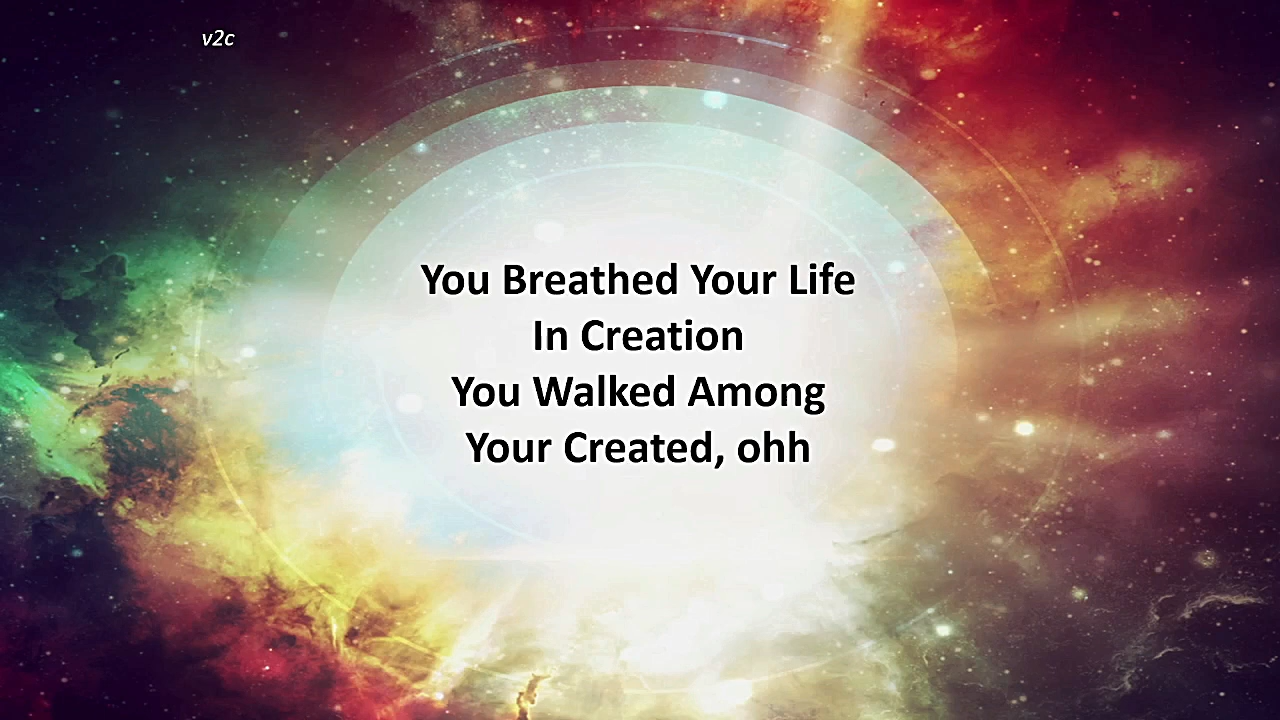 v2c
You Breathed Your Life
In Creation
You Walked Among
Your Created, ohh